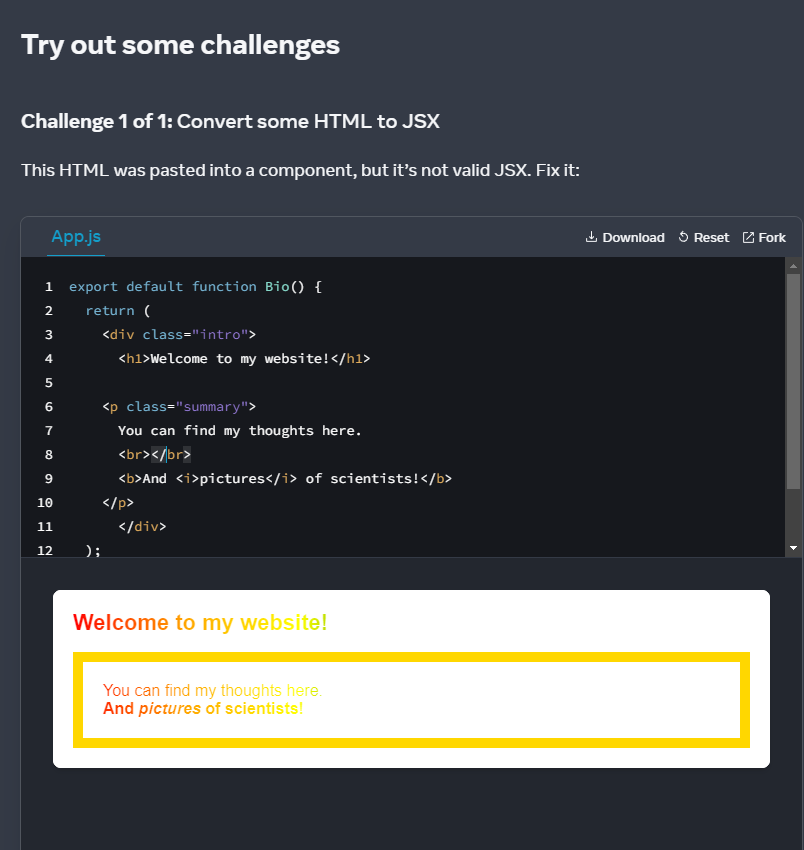 Try out some challenges
Challenge 1 of 1: Convert some HTML to JSX
This HTML was pasted into a component, but it’s not valid JSX. Fix it:
App.js Download Reset Fork
1 export default function Bio() {
2 return (
3 <div class="intro">
4 <h1>Welcome to my website!</h1>
5
6 <p class="summary">
7 You can find my thoughts here.
8 <br></br>
9 <b>And <i>pictures</i> of scientists!</b>
10 </p>
11 </div>
12 );
Welcome to my website!
You can find my thoughts here.
And pictures of scientists!